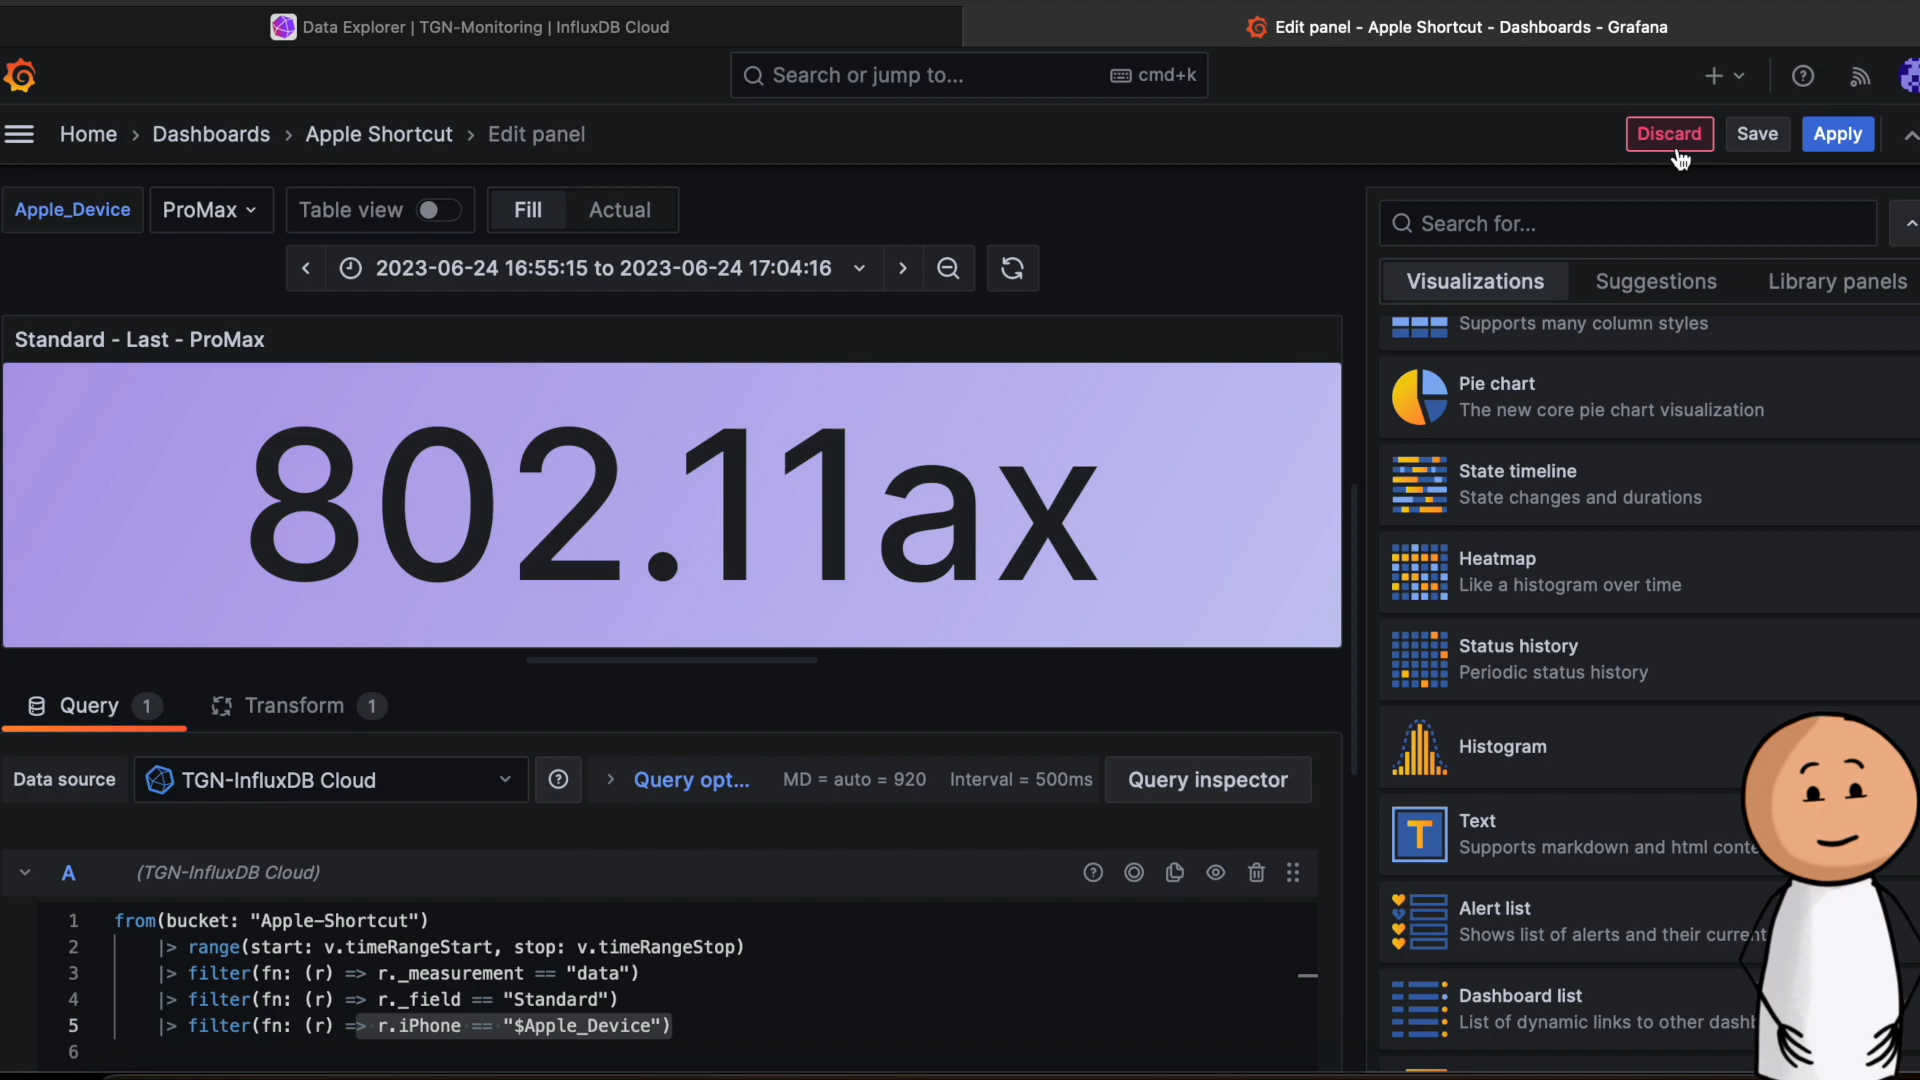 Data Explorer | TGN-Monitoring | InfluxDB Cloud
Edit panel - Apple Shortcut - Dashboards - Grafana
Search or jump to...
cmd+k
Home › Dashboards › Apple Shortcut › Edit panel
Discard
Save
Apply
Apple_Device
ProMax
Table view
Fill
Actual
2023-06-24 16:55:15 to 2023-06-24 17:04:16
Standard - Last - ProMax
802.11ax
Query 1
Transform 1
Data source
TGN-InfluxDB Cloud
Query opt...
MD = auto = 920
Interval = 500ms
Query inspector
A
(TGN-InfluxDB Cloud)
1 from(bucket: "Apple-Shortcut")
2 |> range(start: v.timeRangeStart, stop: v.timeRangeStop)
3 |> filter(fn: (r) => r._measurement == "data")
4 |> filter(fn: (r) => r._field == "Standard")
5 |> filter(fn: (r) => r.iPhone == "$Apple_Device")
6
Search for...
Visualizations
Suggestions
Library panels
Supports many column styles
Pie chart
The new core pie chart visualization
State timeline
State changes and durations
Heatmap
Like a histogram over time
Status history
Periodic status history
Histogram
T
Text
Supports markdown and html conte
Alert list
Shows list of alerts and their current
Dashboard list
List of dynamic links to other dashb